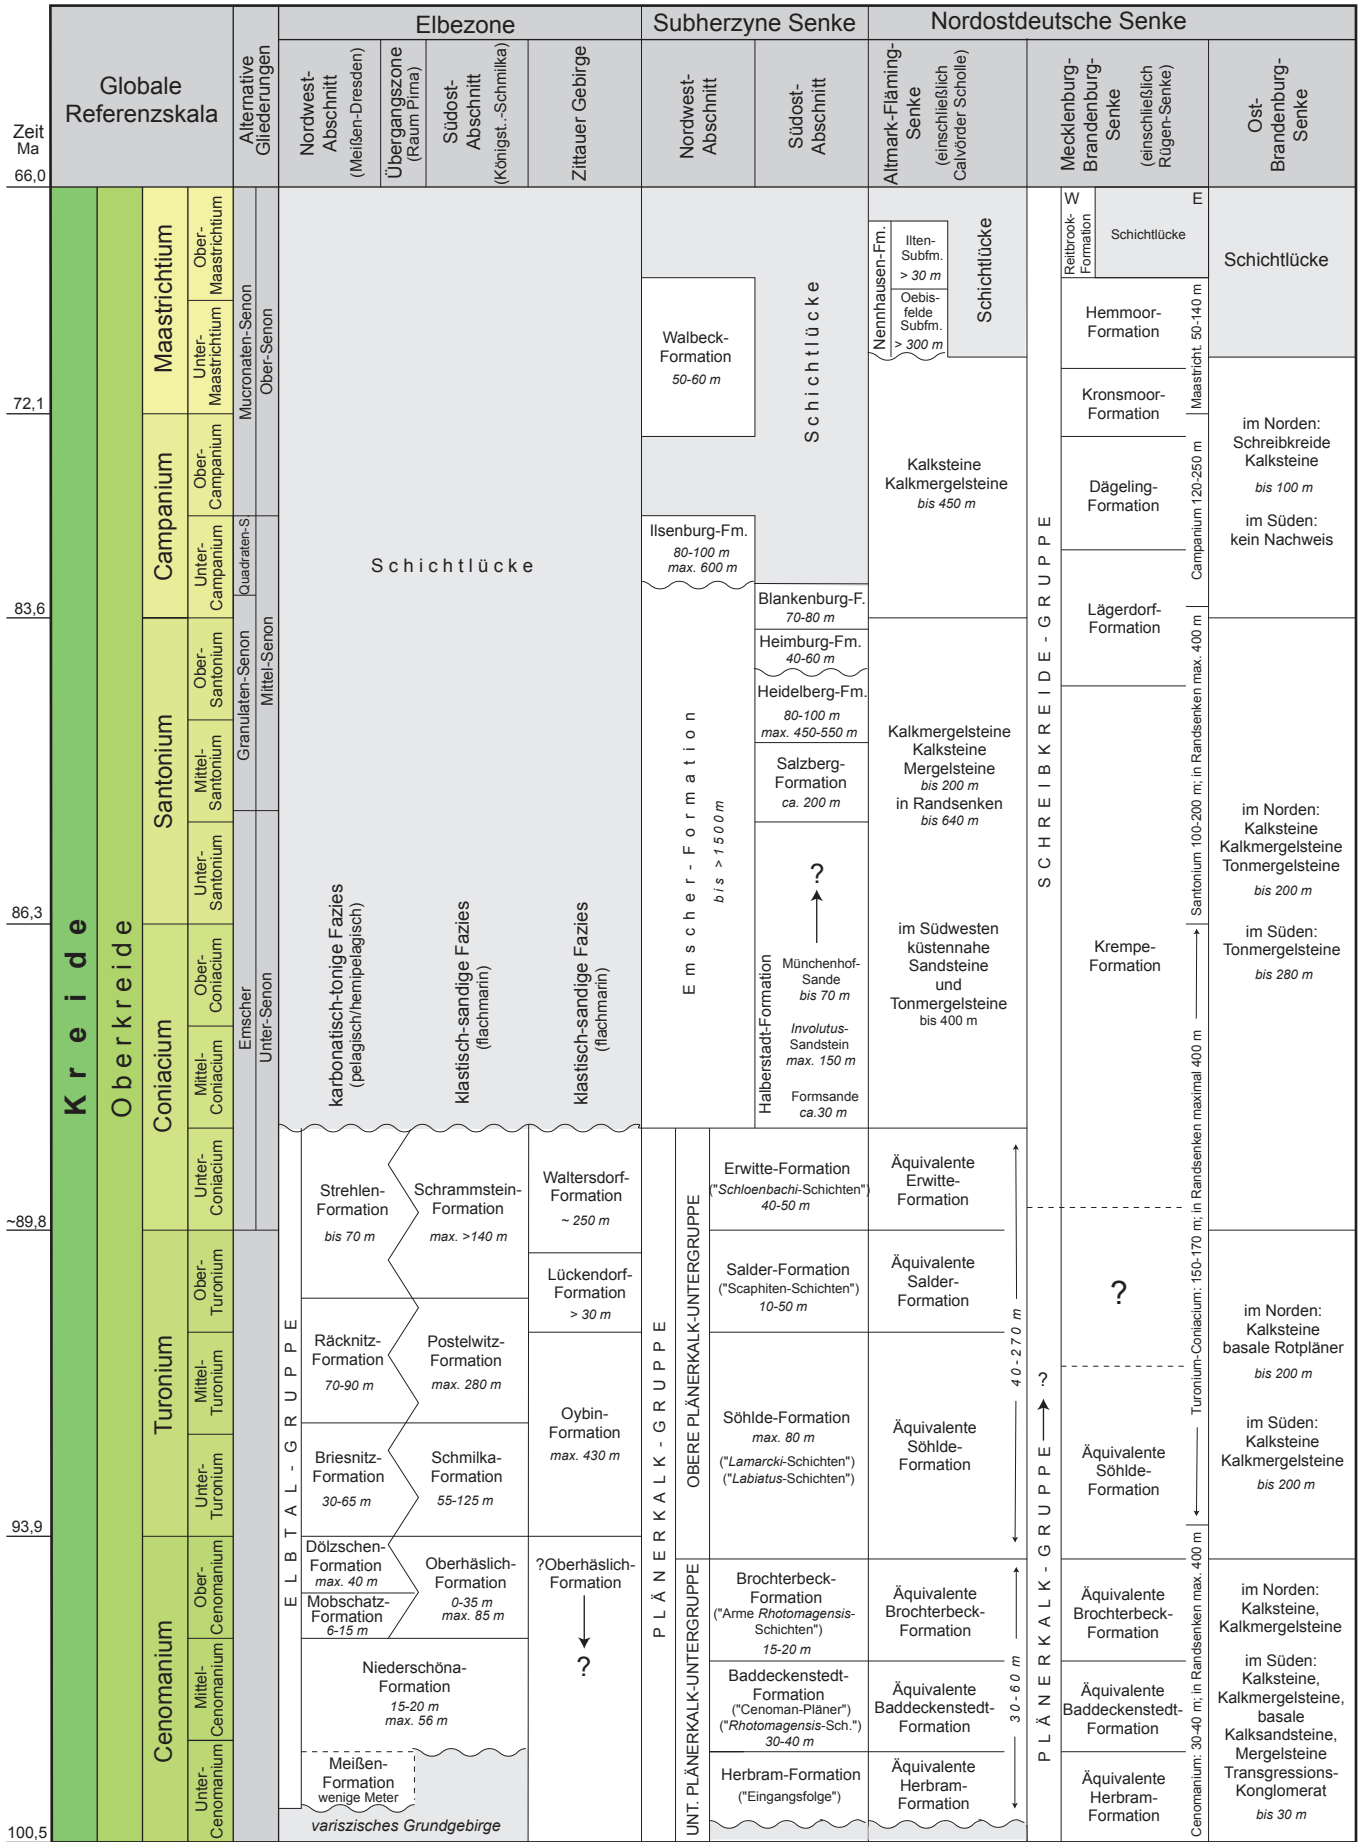 Elbezone
Subherzyne Senke
Nordostdeutsche Senke
Globale
Referenzskala
Alternative
Gliederungen
Nordwest-
Abschnitt
(Meißen-Dresden)
Übergangszone
(Raum Pirna)
Südost-
Abschnitt
(Königst..-Schmilka)
Zittauer Gebirge
Nordwest-
Abschnitt
Südost-
Abschnitt
Altmark-Fläming-
Senke
(einschließlich
Calvörder Scholle)
Mecklenburg-
Brandenburg-
Senke
(einschließlich
Rügen-Senke)
Ost-
Brandenburg-
Senke
Zeit
Ma
66,0
72,1
83,6
86,3
~89,8
93,9
100,5
Kreide
Oberkreide
Maastrichtium
Campanium
Santonium
Coniacium
Turonium
Cenomanium
Ober-
Maastrichtium
Unter-
Maastrichtium
Ober-
Campanium
Unter-
Campanium
Ober-
Santonium
Mittel-
Santonium
Unter-
Santonium
Ober-
Coniacium
Mittel-
Coniacium
Unter-
Coniacium
Ober-
Turonium
Mittel-
Turonium
Unter-
Turonium
Ober-
Cenomanium
Mittel-
Cenomanium
Unter-
Cenomanium
Mucronaten-Senon
Quadraten-S.
Granulaten-Senon
Emscher
Ober-Senon
Mittel-Senon
Unter-Senon
Schichtlücke
karbonatisch-tonige Fazies
(pelagisch/hemipelagisch)
klastisch-sandige Fazies
(flachmarin)
klastisch-sandige Fazies
(flachmarin)
ELBTAL-GRUPPE
Strehlen-
Formation
bis 70 m
Räcknitz-
Formation
70-90 m
Briesnitz-
Formation
30-65 m
Dölzschen-
Formation
max. 40 m
Mobschatz-
Formation
6-15 m
Schrammstein-
Formation
max. >140 m
Postelwitz-
Formation
max. 280 m
Schmilka-
Formation
55-125 m
Oberhäslich-
Formation
0-35 m
max. 85 m
Niederschöna-
Formation
15-20 m
max. 56 m
Meißen-
Formation
wenige Meter
variszisches Grundgebirge
Waltersdorf-
Formation
~ 250 m
Lückendorf-
Formation
> 30 m
Oybin-
Formation
max. 430 m
?Oberhäslich-
Formation
?
Walbeck-
Formation
50-60 m
Ilsenburg-Fm.
80-100 m
max. 600 m
Emscher-Formation
bis >1500m
Schichtlücke
Blankenburg-F.
70-80 m
Heimburg-Fm.
40-60 m
Heidelberg-Fm.
80-100 m
max. 450-550 m
Salzberg-
Formation
ca. 200 m
?
Halberstadt-Formation
Münchenhof-
Sande
bis 70 m
Involutus-
Sandstein
max. 150 m
Formsande
ca.30 m
PLÄNERKALK-GRUPPE
OBERE PLÄNERKALK-UNTERGRUPPE
UNT. PLÄNERKALK-UNTERGRUPPE
Erwitte-Formation
("Schloenbachi-Schichten")
40-50 m
Salder-Formation
("Scaphiten-Schichten")
10-50 m
Söhlde-Formation
max. 80 m
("Lamarcki-Schichten")
("Labiatus-Schichten")
Brochterbeck-
Formation
("Arme Rhotomagensis-
Schichten")
15-20 m
Baddeckenstedt-
Formation
("Cenoman-Pläner")
("Rhotomagensis-Sch.")
30-40 m
Herbram-Formation
("Eingangsfolge")
Nennhausen-Fm.
Ilten-
Subfm.
> 30 m
Oebis-
felde
Subfm.
> 300 m
Schichtlücke
Kalksteine
Kalkmergelsteine
bis 450 m
Kalkmergelsteine
Kalksteine
Mergelsteine
bis 200 m
in Randsenken
bis 640 m
im Südwesten
küstennahe
Sandsteine
und
Tonmergelsteine
bis 400 m
Äquivalente
Erwitte-
Formation
Äquivalente
Salder-
Formation
Äquivalente
Söhlde-
Formation
Äquivalente
Brochterbeck-
Formation
Äquivalente
Baddeckenstedt-
Formation
Äquivalente
Herbram-
Formation
40-270 m
30-60 m
SCHREIBKREIDE-GRUPPE
?
PLÄNERKALK-GRUPPE
W
E
Reitbrook-
Formation
Schichtlücke
Hemmoor-
Formation
Kronsmoor-
Formation
Dägeling-
Formation
Lägerdorf-
Formation
Krempe-
Formation
?
Äquivalente
Söhlde-
Formation
Äquivalente
Brochterbeck-
Formation
Äquivalente
Baddeckenstedt-
Formation
Äquivalente
Herbram-
Formation
Maastricht. 50-140 m
Campanium 120-250 m
Santonium 100-200 m; in Randsenken max. 400 m
Turonium-Coniacium: 150-170 m; in Randsenken maximal 400 m
Cenomanium: 30-40 m; in Randsenken max. 400 m
Schichtlücke
im Norden:
Schreibkreide
Kalksteine
bis 100 m
im Süden:
kein Nachweis
im Norden:
Kalksteine
Kalkmergelsteine
Tonmergelsteine
bis 200 m
im Süden:
Tonmergelsteine
bis 280 m
im Norden:
Kalksteine
basale Rotpläner
bis 200 m
im Süden:
Kalksteine
Kalkmergelsteine
bis 200 m
im Norden:
Kalksteine,
Kalkmergelsteine
im Süden:
Kalksteine,
Kalkmergelsteine,
basale
Kalksandsteine,
Mergelsteine
Transgressions-
Konglomerat
bis 30 m